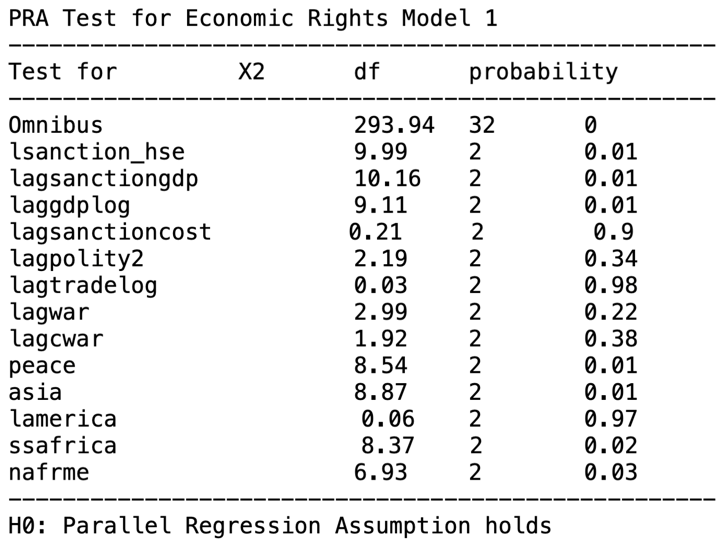 PRA Test for Economic Rights Model 1
----------------------------------------------------
Test for X2 df probability
----------------------------------------------------
Omnibus 293.94 32 0
lsanction_hse 9.99 2 0.01
lagsanctiongdp 10.16 2 0.01
laggdplog 9.11 2 0.01
lagsanctioncost 0.21 2 0.9
lagpolity2 2.19 2 0.34
lagtradelog 0.03 2 0.98
lagwar 2.99 2 0.22
lagcwar 1.92 2 0.38
peace 8.54 2 0.01
asia 8.87 2 0.01
lamerica 0.06 2 0.97
ssafrica 8.37 2 0.02
nafrme 6.93 2 0.03
----------------------------------------------------
H0: Parallel Regression Assumption holds